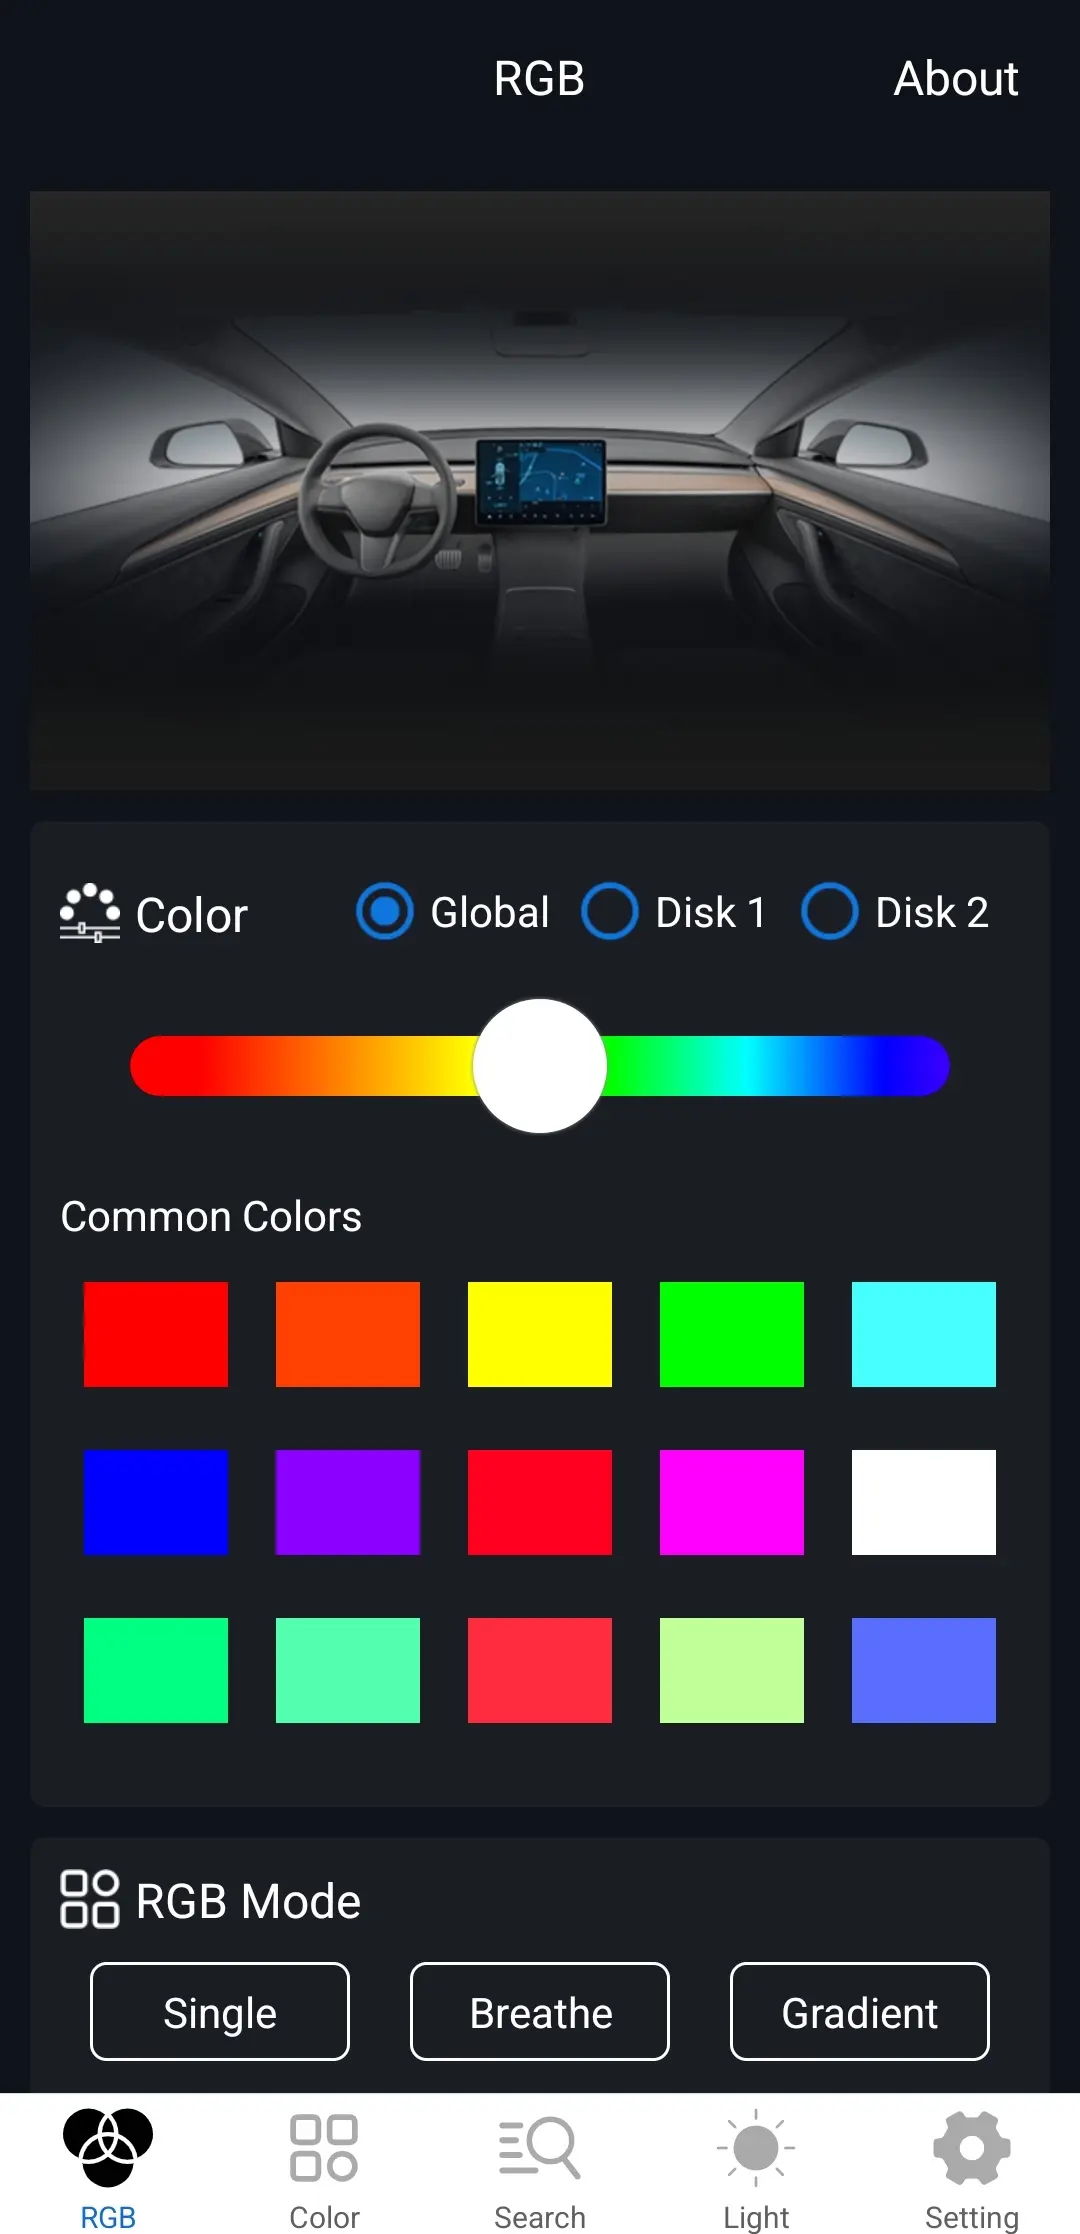 RGB About
Color Global Disk 1 Disk 2
Common Colors
RGB Mode
Single Breathe Gradient
RGB Color Search Light Setting